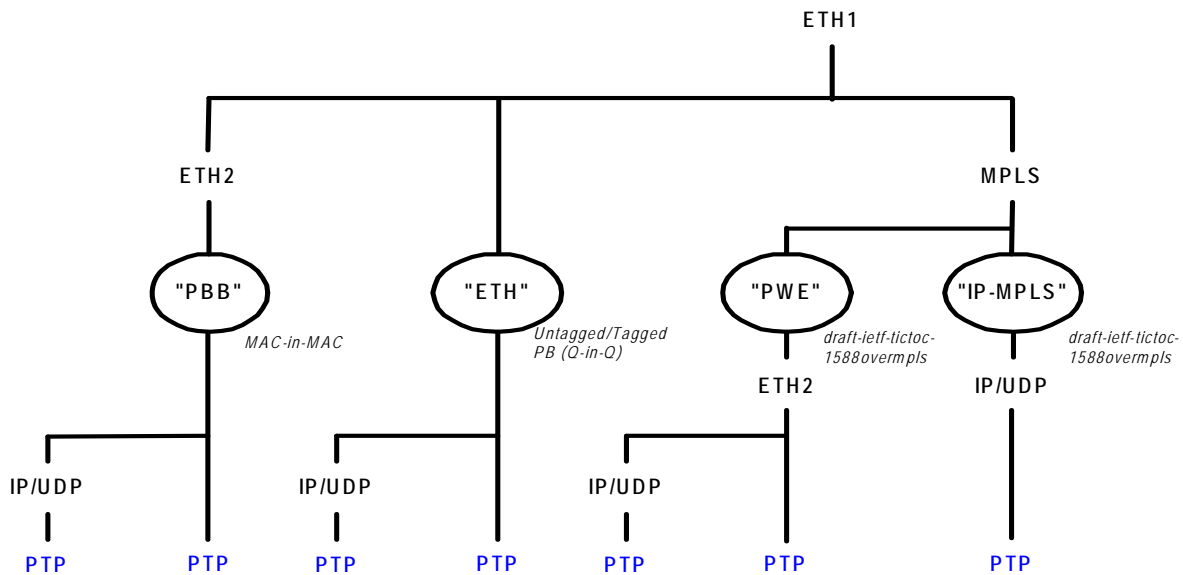 ETH1
ETH2
MPLS
"PBB"
"ETH"
"PWE"
"IP-MPLS"
MAC-in-MAC
Untagged/Tagged
PB (Q-in-Q)
draft-ietf-tictoc-
1588overmpls
draft-ietf-tictoc-
1588overmpls
ETH2
IP/UDP
IP/UDP
IP/UDP
IP/UDP
PTP
PTP
PTP
PTP
PTP
PTP
PTP